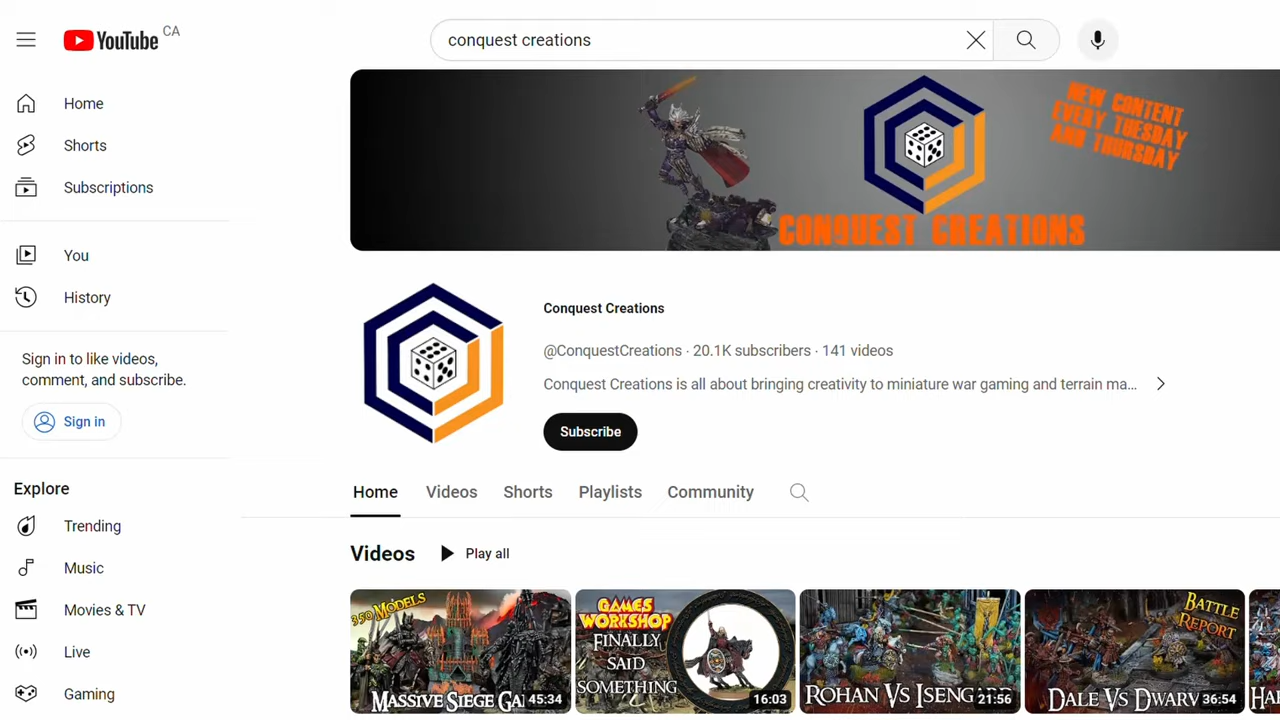 YouTube CA
conquest creations
Home
Shorts
Subscriptions
You
History
Sign in to like videos,
comment, and subscribe.
Sign in
Explore
Trending
Music
Movies & TV
Live
Gaming
NEW CONTENT
EVERY TUESDAY
AND THURSDAY
CONQUEST CREATIONS
Conquest Creations
@ConquestCreations · 20.1K subscribers · 141 videos
Conquest Creations is all about bringing creativity to miniature war gaming and terrain ma...
Subscribe
Home
Videos
Shorts
Playlists
Community
Videos
Play all
350 MODELS
MASSIVE SIEGE GA
45:34
GAMES
WORKSHOP
FINALLY
SAID
SOMETHING
16:03
ROHAN VS ISENG
21:56
BATTLE
REPORT
DALE VS DWARV
36:54